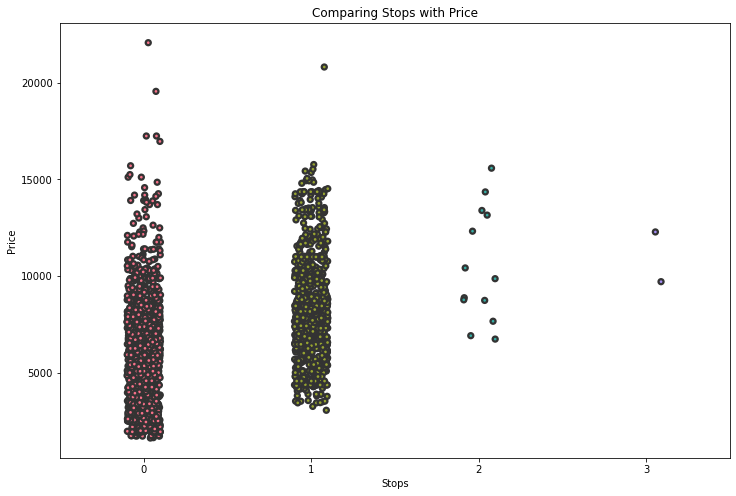 Comparing Stops with Price
20000
15000
10000
5000
Price
0 1 2 3
Stops